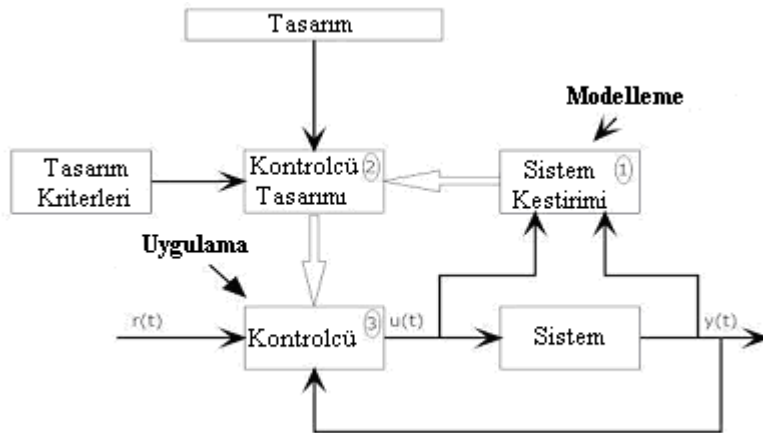 Tasarım
Modelleme
Tasarım
Kriterleri
Kontrolcü 2
Tasarımı
Sistem 1
Kestirimi
Uygulama
r(t)
Kontrolcü 3
u(t)
Sistem
y(t)